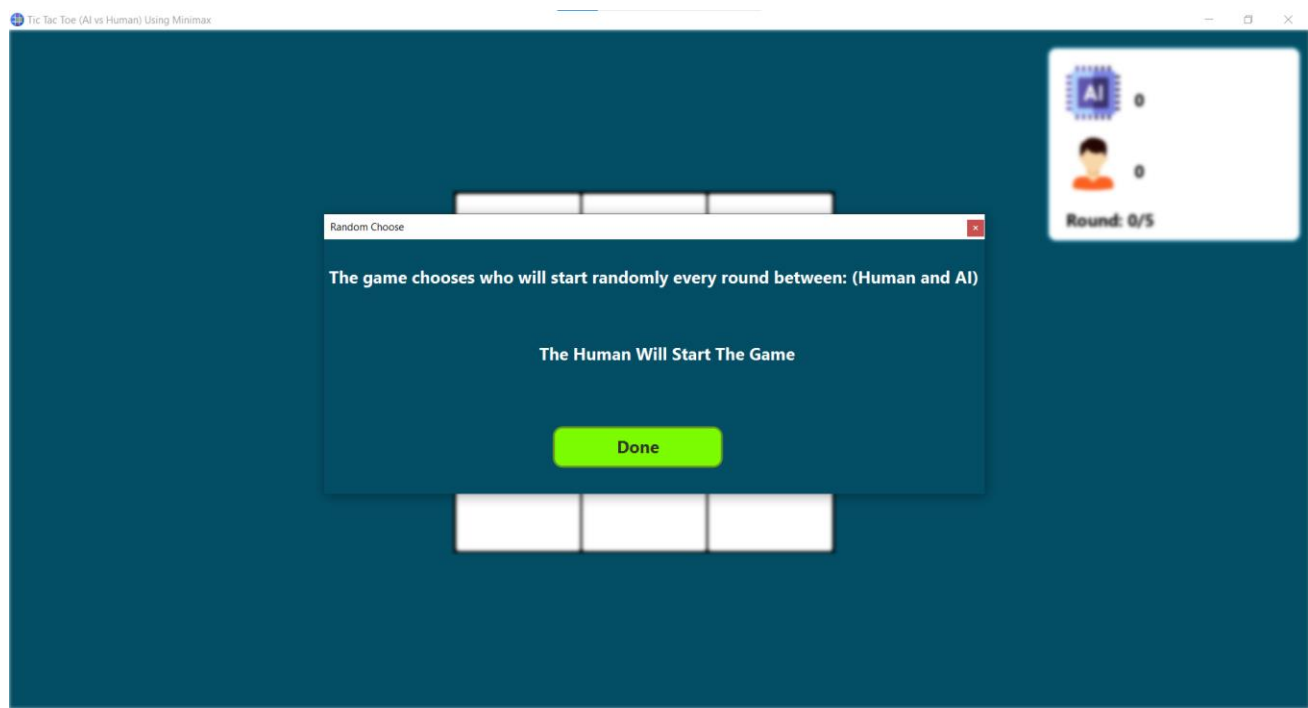 Tic Tac Toe (AI vs Human) Using Minimax
AI 0
0
Round: 0/5
Random Choose
The game chooses who will start randomly every round between: (Human and AI)
The Human Will Start The Game
Done